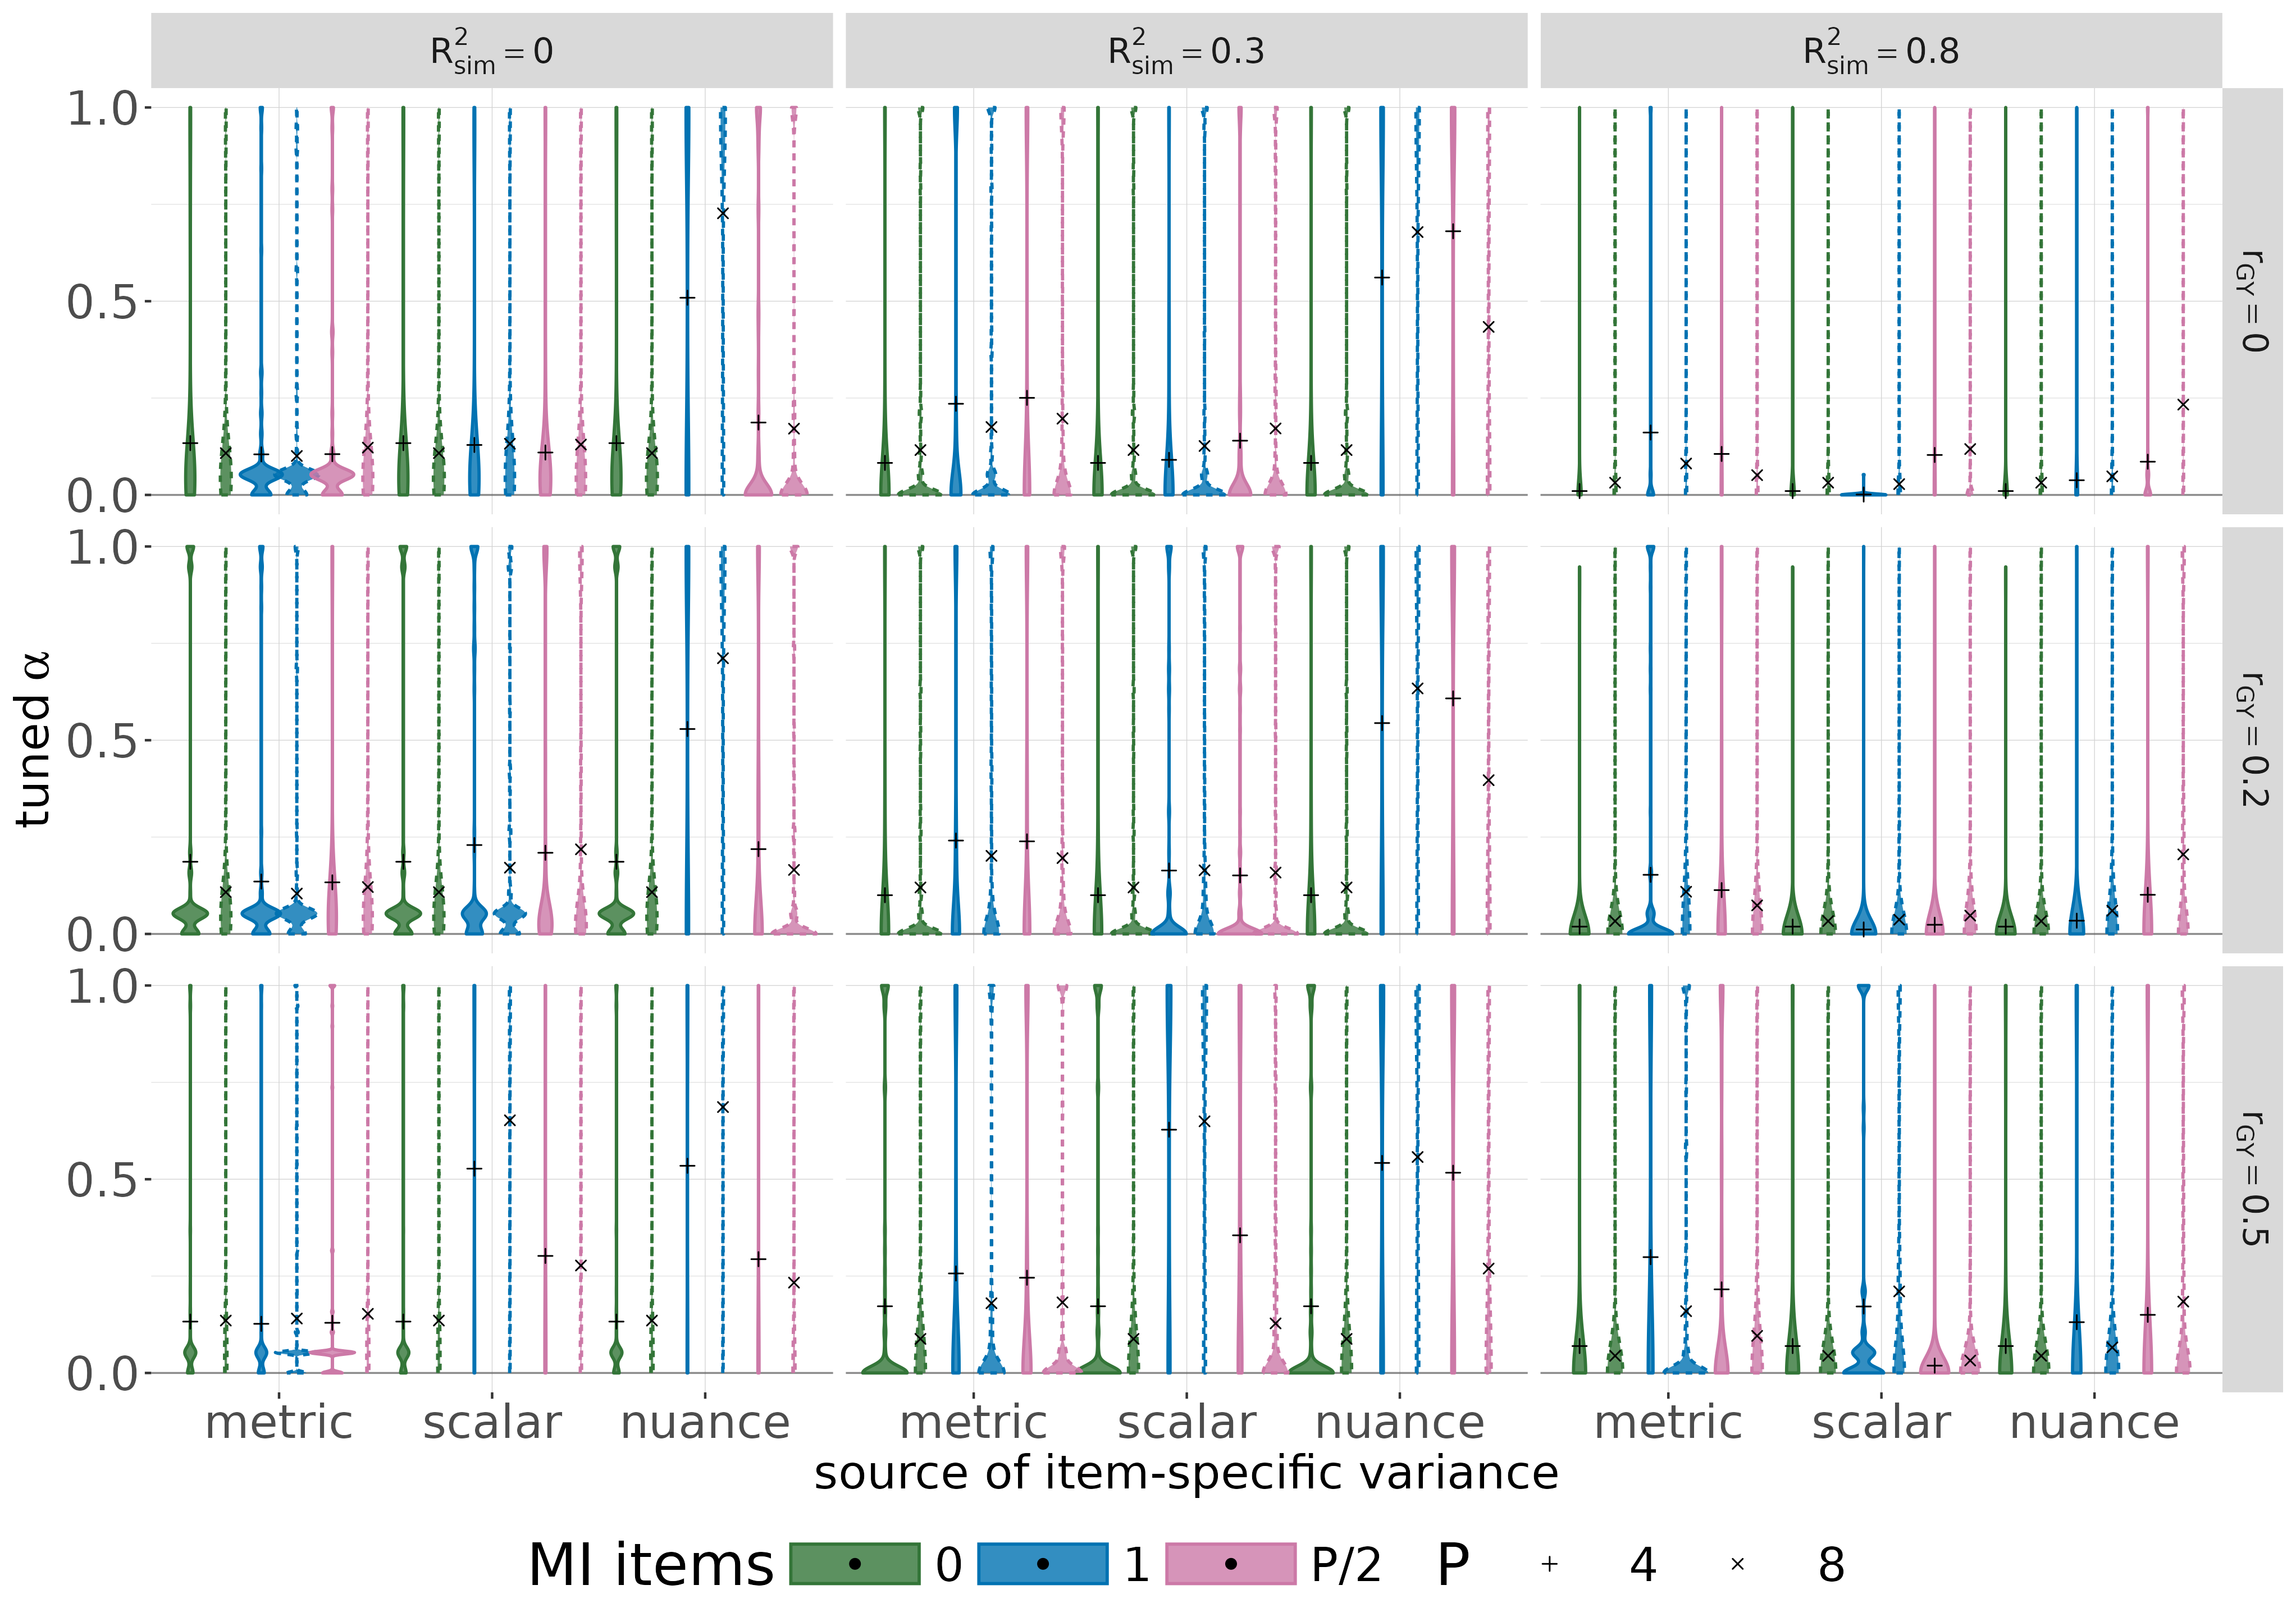 R²sim = 0
R²sim = 0.3
R²sim = 0.8
1.0
0.5
0.0
rGY = 0
1.0
0.5
0.0
rGY = 0.2
1.0
0.5
0.0
rGY = 0.5
tuned α
metric scalar nuance
metric scalar nuance
metric scalar nuance
source of item-specific variance
MI items 0 1 P/2 P + 4 × 8